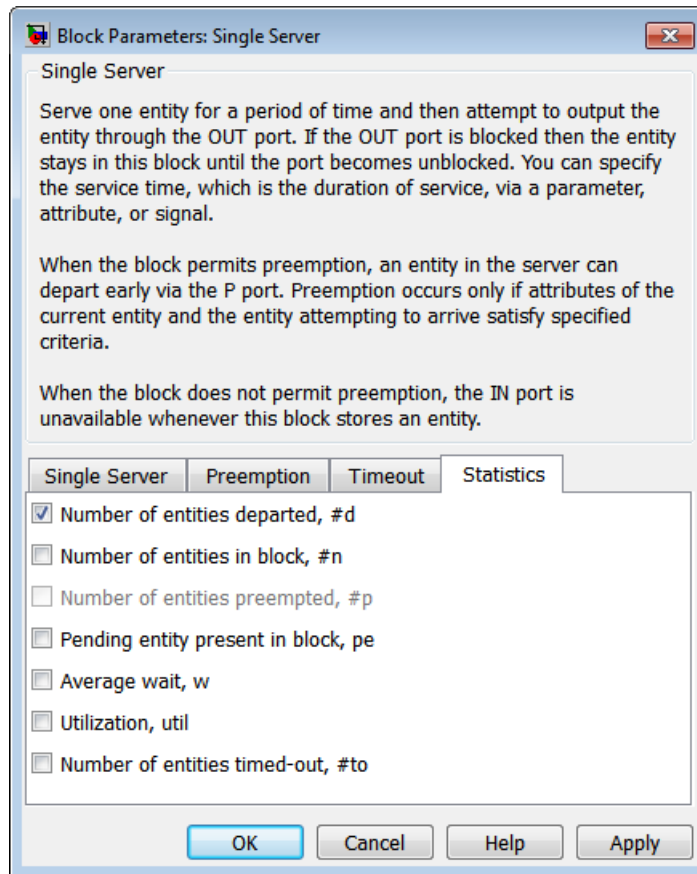 Block Parameters: Single Server
Single Server
Serve one entity for a period of time and then attempt to output the
entity through the OUT port. If the OUT port is blocked then the entity
stays in this block until the port becomes unblocked. You can specify
the service time, which is the duration of service, via a parameter,
attribute, or signal.
When the block permits preemption, an entity in the server can
depart early via the P port. Preemption occurs only if attributes of the
current entity and the entity attempting to arrive satisfy specified
criteria.
When the block does not permit preemption, the IN port is
unavailable whenever this block stores an entity.
Single Server Preemption Timeout Statistics
Number of entities departed, #d
Number of entities in block, #n
Number of entities preempted, #p
Pending entity present in block, pe
Average wait, w
Utilization, util
Number of entities timed-out, #to
OK Cancel Help Apply